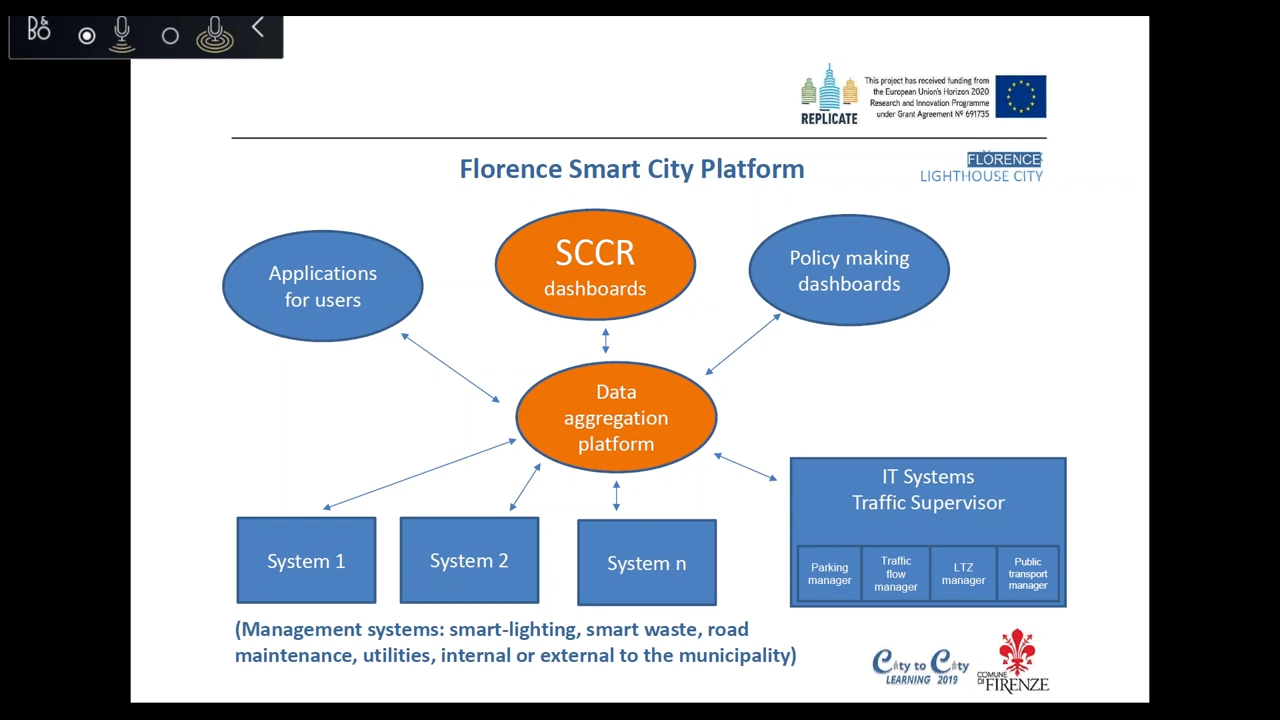 B&O
REPLICATE
This project has received funding from
the European Union's Horizon 2020
Research and Innovation Programme
under Grant Agreement Nº 691735
Florence Smart City Platform
FLORENCE
LIGHTHOUSE CITY
Applications
for users
SCCR
dashboards
Policy making
dashboards
Data
aggregation
platform
System 1
System 2
System n
IT Systems
Traffic Supervisor
Parking
manager
Traffic
flow
manager
LTZ
manager
Public
transport
manager
(Management systems: smart-lighting, smart waste, road
maintenance, utilities, internal or external to the municipality)
City to City
LEARNING 2019
COMUNE
DI FIRENZE